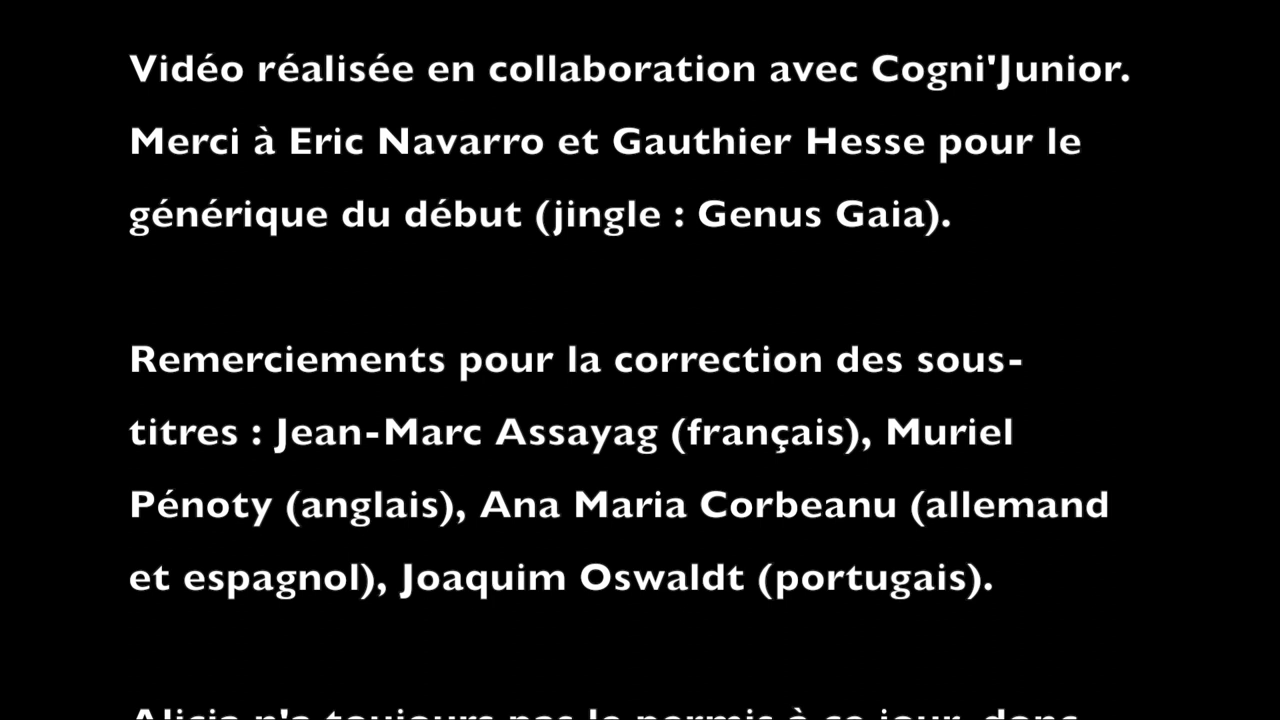 Vidéo réalisée en collaboration avec Cogni'Junior.
Merci à Eric Navarro et Gauthier Hesse pour le
générique du début (jingle : Genus Gaia).
Remerciements pour la correction des sous-
titres : Jean-Marc Assayag (français), Muriel
Pénoty (anglais), Ana Maria Corbeanu (allemand
et espagnol), Joaquim Oswaldt (portugais).
Alicia n'a toujours pas le permis à ce jour, donc